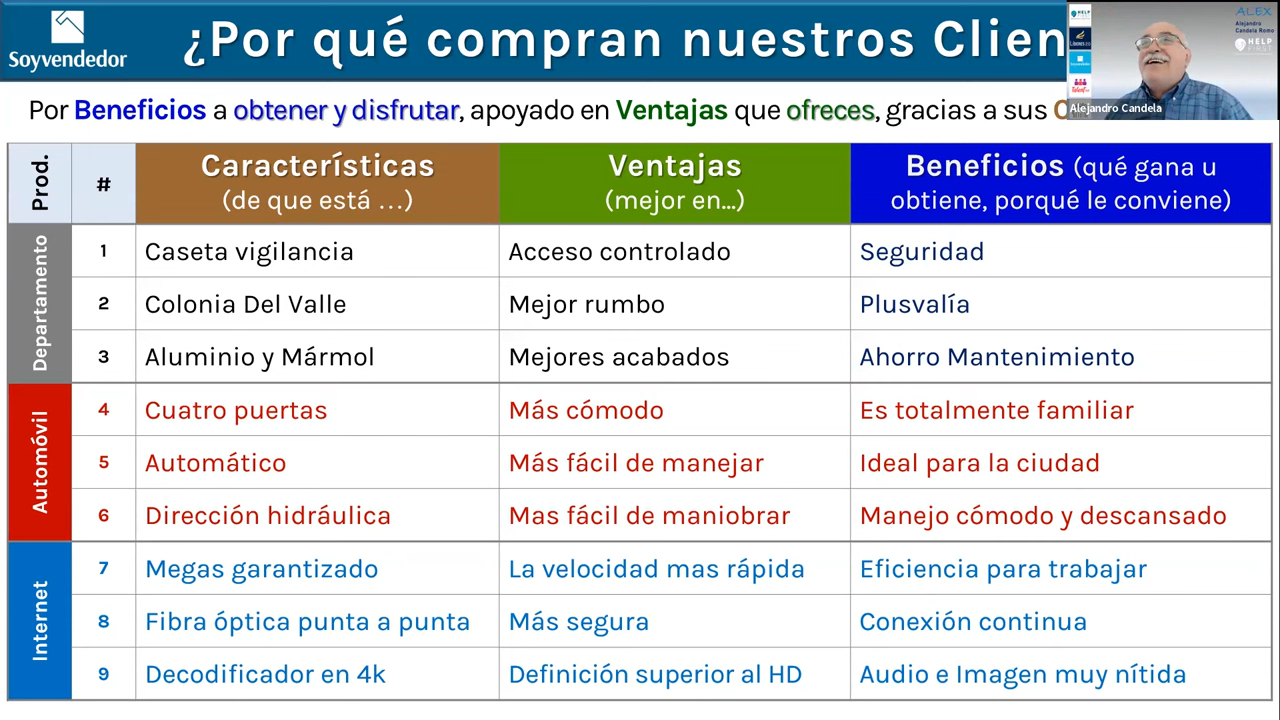 Soyvendedor
¿Por qué compran nuestros Clien
ALEX
Alejandro
Candela Romo
HELP
FIRST
Alejandro Candela
Por Beneficios a obtener y disfrutar, apoyado en Ventajas que ofreces, gracias a sus
Prod.
#
Características
(de que está ...)
Ventajas
(mejor en...)
Beneficios (qué gana u
obtiene, porqué le conviene)
Departamento
1 Caseta vigilancia Acceso controlado Seguridad
2 Colonia Del Valle Mejor rumbo Plusvalía
3 Aluminio y Mármol Mejores acabados Ahorro Mantenimiento
Automóvil
4 Cuatro puertas Más cómodo Es totalmente familiar
5 Automático Más fácil de manejar Ideal para la ciudad
6 Dirección hidráulica Mas fácil de maniobrar Manejo cómodo y descansado
Internet
7 Megas garantizado La velocidad mas rápida Eficiencia para trabajar
8 Fibra óptica punta a punta Más segura Conexión continua
9 Decodificador en 4k Definición superior al HD Audio e Imagen muy nítida